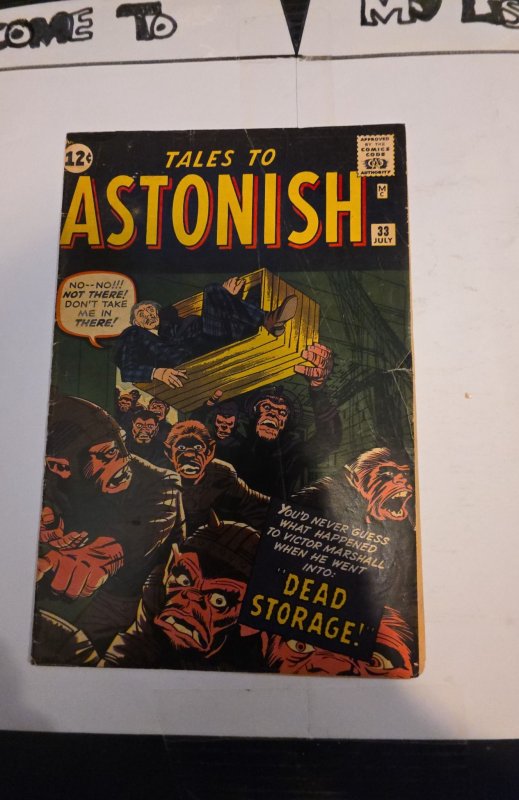 COME TO
MY
12¢
TALES TO
ASTONISH
APPROVED
BY THE
COMICS
CODE
AUTHORITY
MC
33
JULY
NO--NO!!!
NOT THERE!
DON'T TAKE
ME IN
THERE!
YOU'D NEVER GUESS
WHAT HAPPENED
TO VICTOR MARSHALL
WHEN HE WENT
INTO:
"DEAD
STORAGE!"